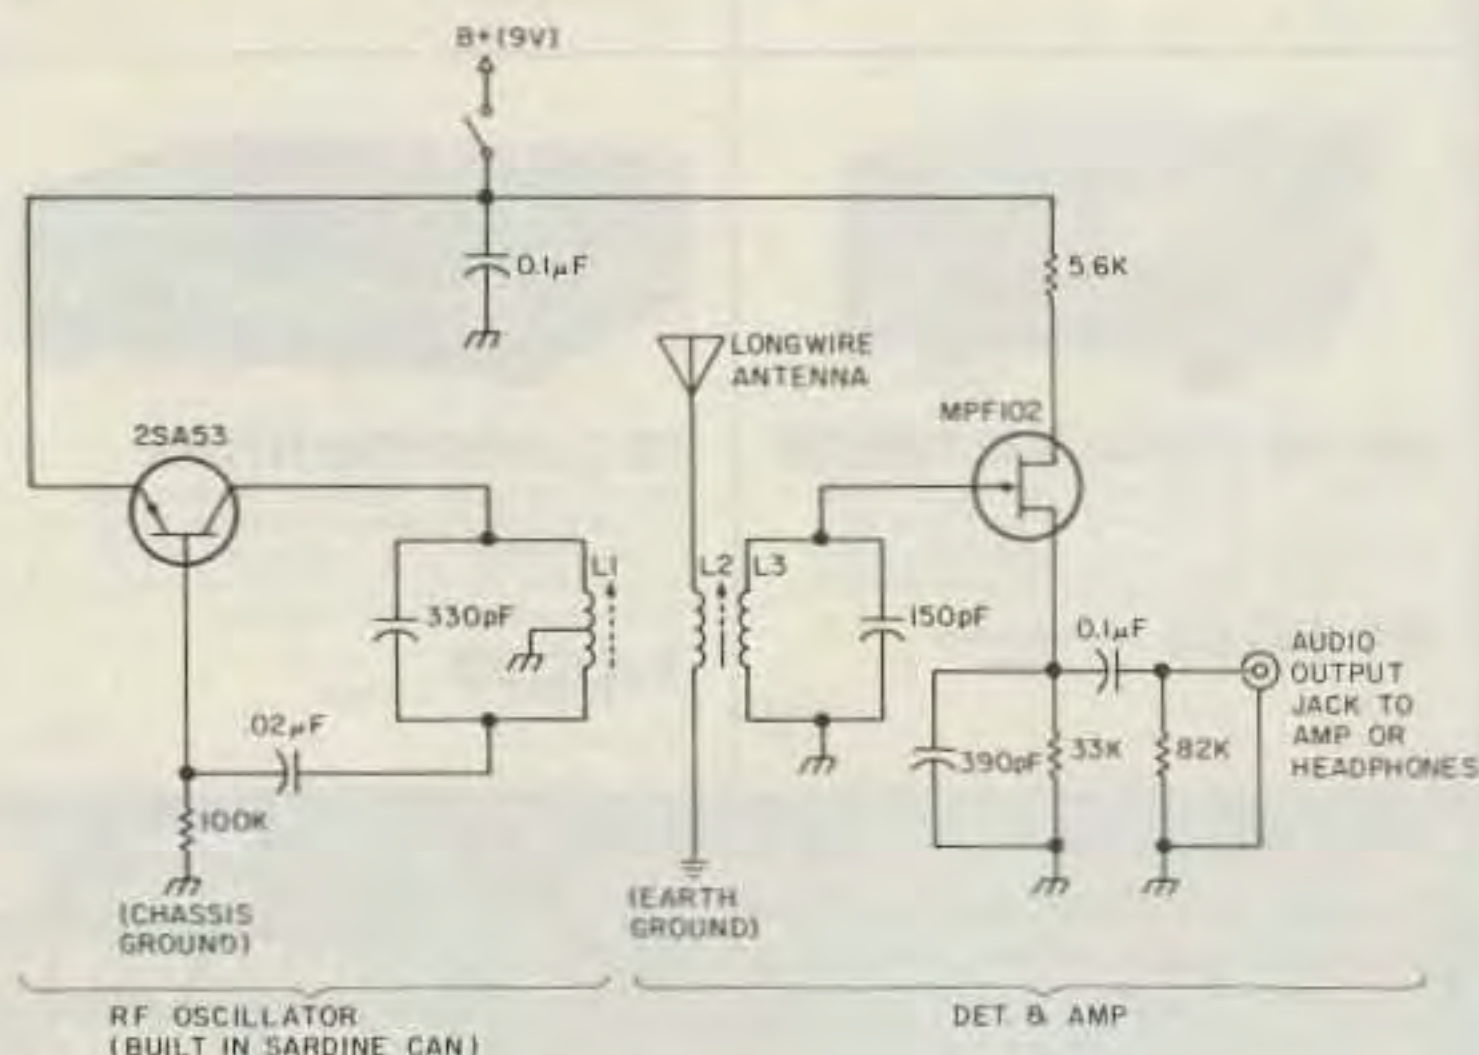 B+(9V)
0.1µF
5.6K
LONGWIRE
ANTENNA
MPF102
2SA53
L1
L2
L3
330pF
150pF
0.1µF
AUDIO
OUTPUT
JACK TO
AMP OR
HEADPHONES
.02µF
390pF
33K
82K
100K
(CHASSIS
GROUND)
(EARTH
GROUND)
RF OSCILLATOR
(BUILT IN SARDINE CAN)
DET. & AMP